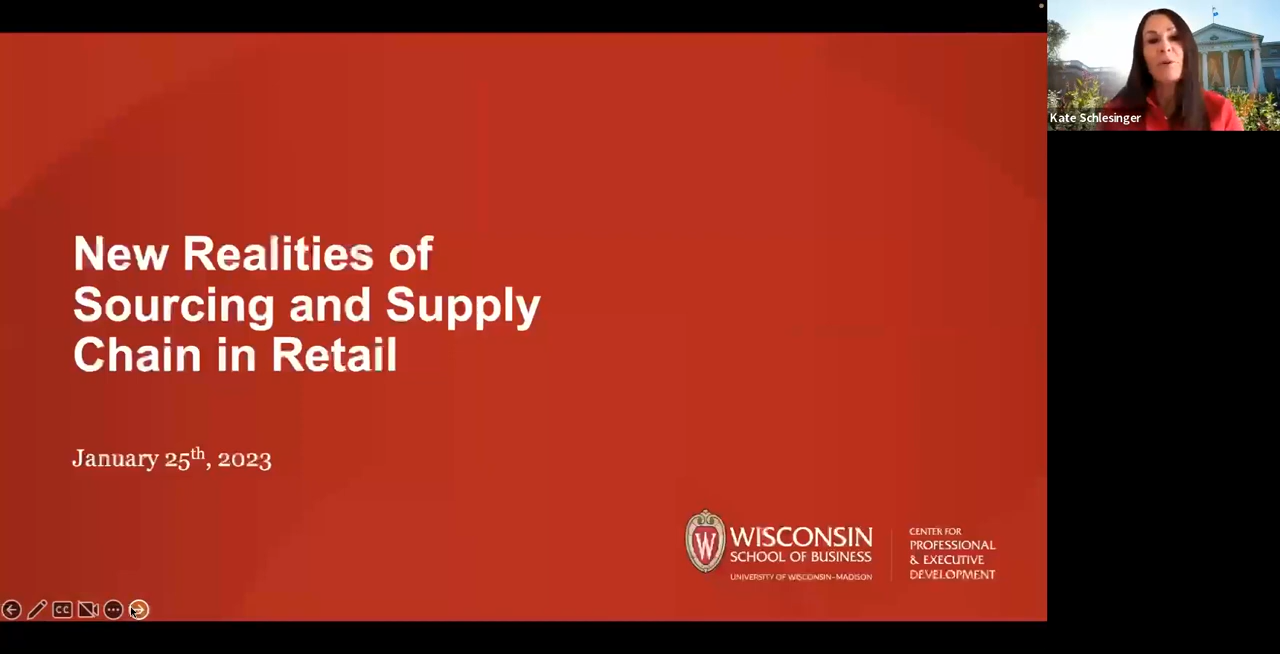 New Realities of
Sourcing and Supply
Chain in Retail
January 25th, 2023
W
WISCONSIN
SCHOOL OF BUSINESS
UNIVERSITY OF WISCONSIN–MADISON
CENTER FOR
PROFESSIONAL
& EXECUTIVE
DEVELOPMENT
CC
Kate Schlesinger